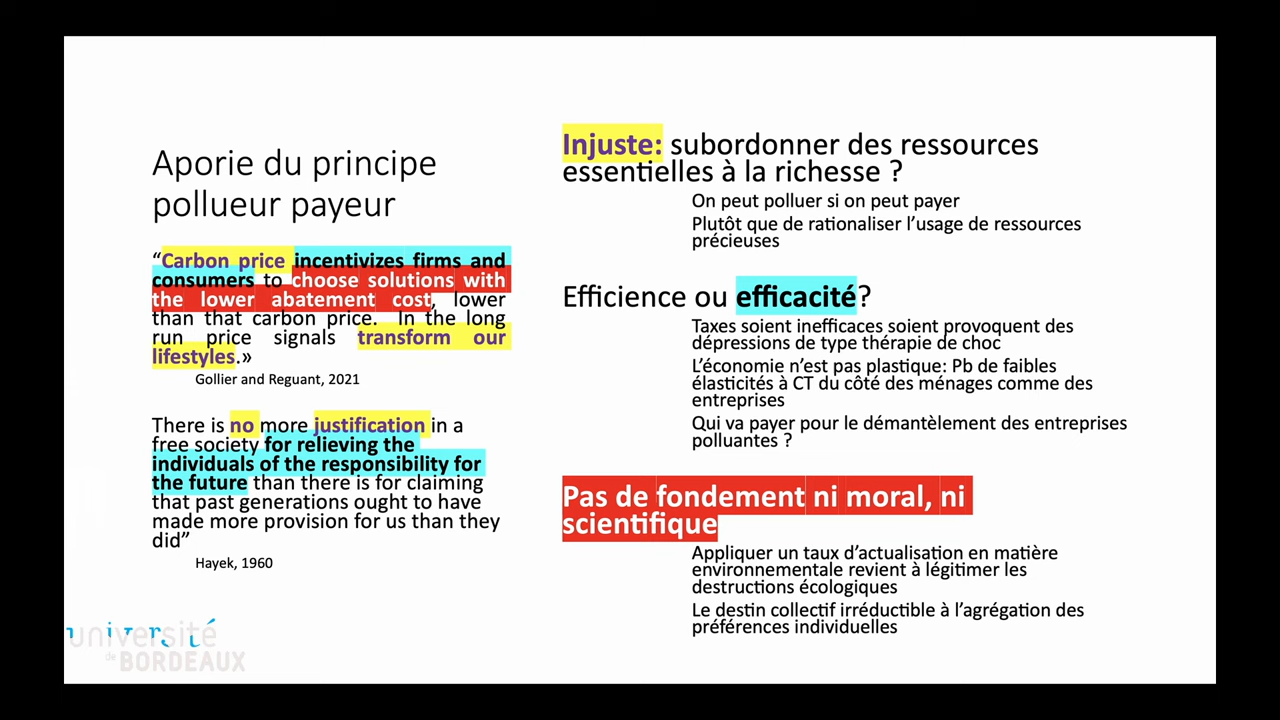 Aporie du principe
pollueur payeur
“Carbon price incentivizes firms and
consumers to choose solutions with
the lower abatement cost, lower
than that carbon price. In the long
run price signals transform our
lifestyles.»
Gollier and Reguant, 2021
There is no more justification in a
free society for relieving the
individuals of the responsibility for
the future than there is for claiming
that past generations ought to have
made more provision for us than they
did”
Hayek, 1960
Injuste: subordonner des ressources
essentielles à la richesse ?
On peut polluer si on peut payer
Plutôt que de rationaliser l’usage de ressources
précieuses
Efficience ou efficacité?
Taxes soient inefficaces soient provoquent des
dépressions de type thérapie de choc
L’économie n’est pas plastique: Pb de faibles
élasticités à CT du côté des ménages comme des
entreprises
Qui va payer pour le démantèlement des entreprises
polluantes ?
Pas de fondement ni moral, ni
scientifique
Appliquer un taux d’actualisation en matière
environnementale revient à légitimer les
destructions écologiques
Le destin collectif irréductible à l’agrégation des
préférences individuelles
université
de BORDEAUX